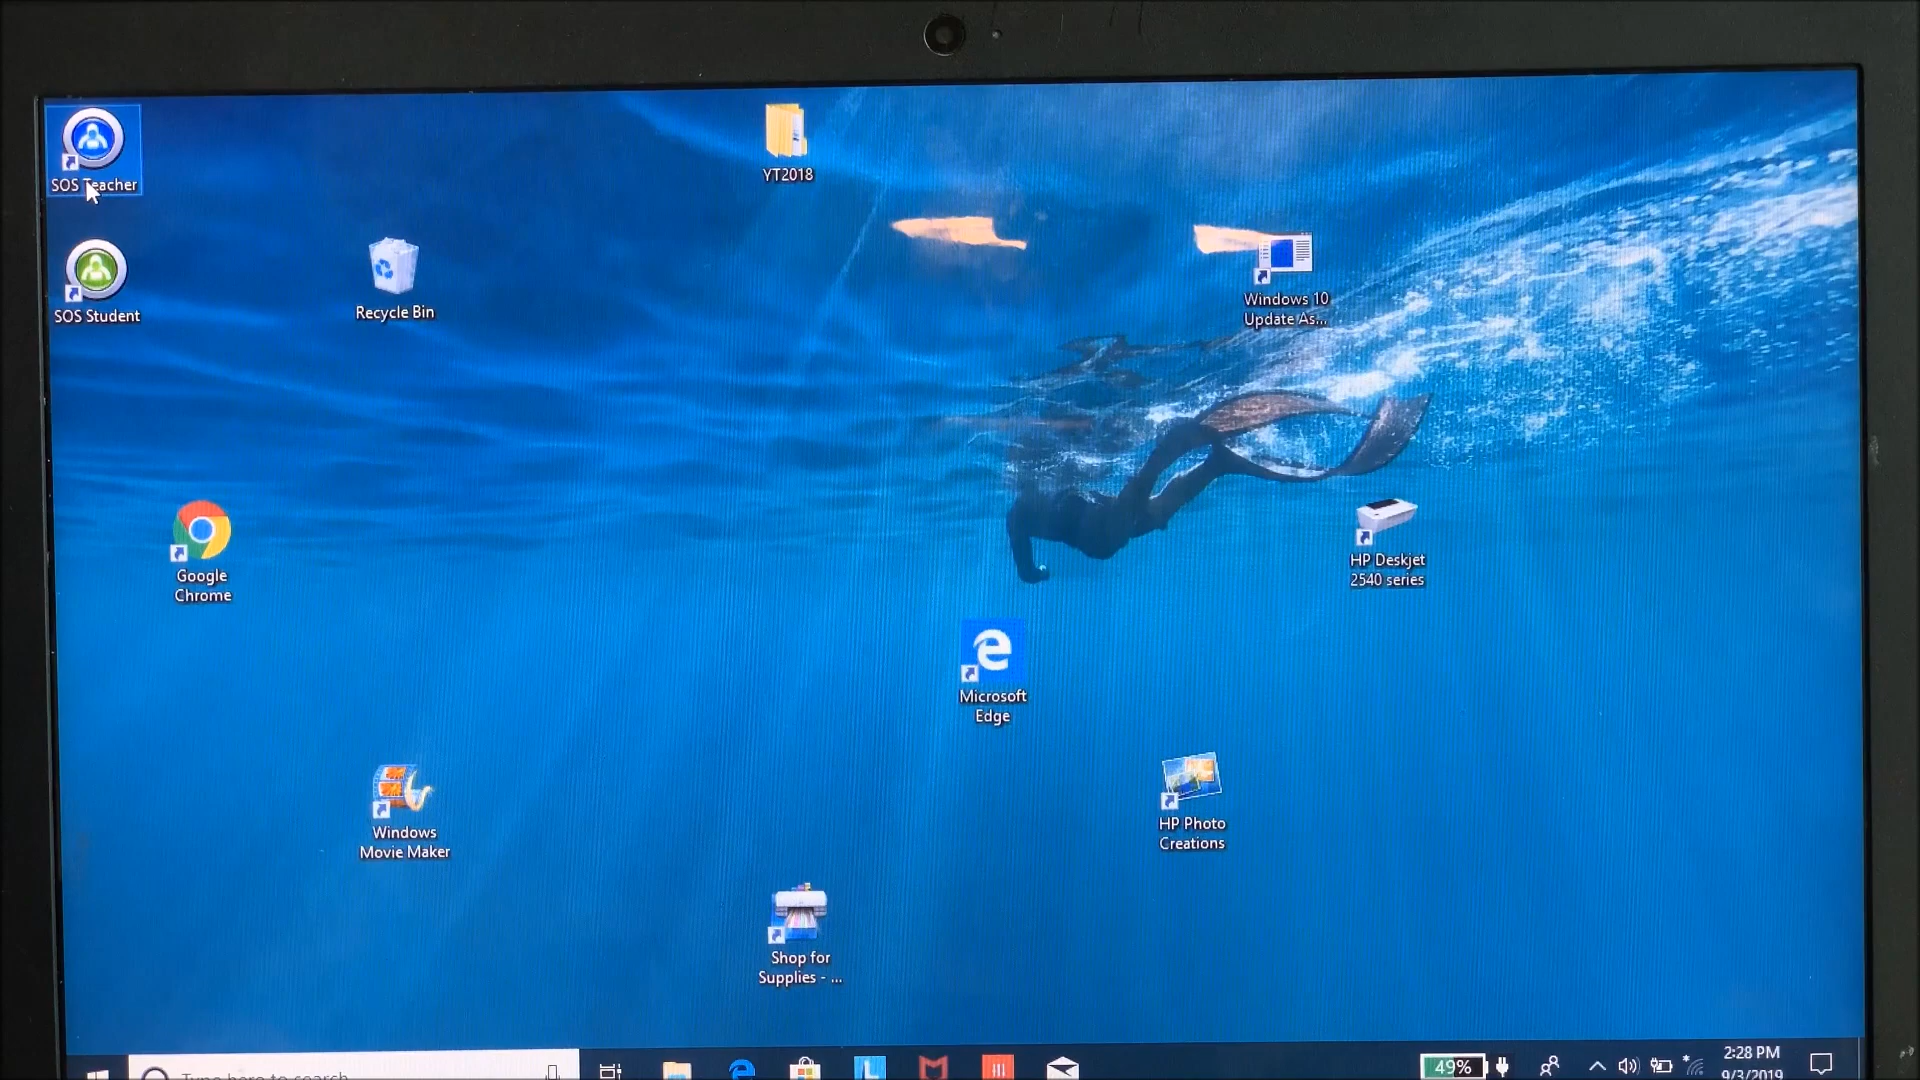 SOS Teacher
YT2018
SOS Student
Recycle Bin
Windows 10
Update As...
Google
Chrome
HP Deskjet
2540 series
Microsoft
Edge
Windows
Movie Maker
HP Photo
Creations
Shop for
Supplies - ...
Type here to search
49%
2:28 PM
9/3/2019